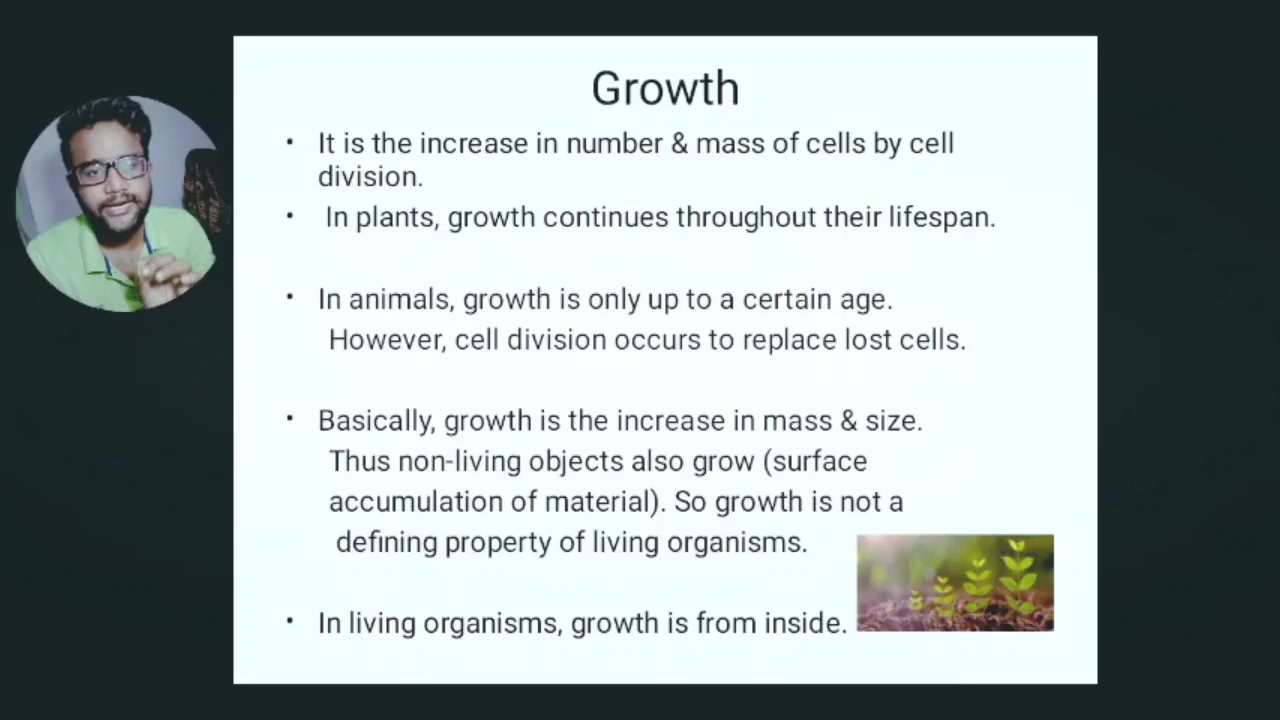 Growth
• It is the increase in number & mass of cells by cell
division.
• In plants, growth continues throughout their lifespan.
• In animals, growth is only up to a certain age.
However, cell division occurs to replace lost cells.
• Basically, growth is the increase in mass & size.
Thus non-living objects also grow (surface
accumulation of material). So growth is not a
defining property of living organisms.
• In living organisms, growth is from inside.